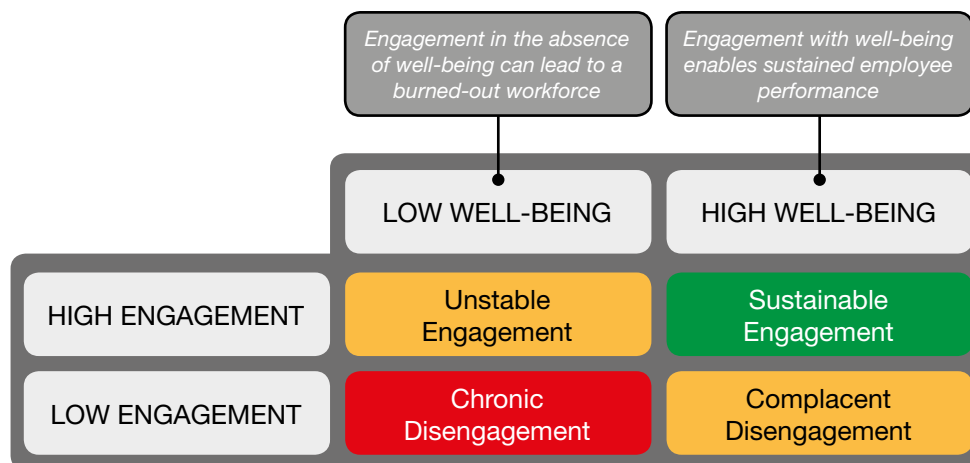 Engagement in the absence
of well-being can lead to a
burned-out workforce
Engagement with well-being
enables sustained employee
performance
LOW WELL-BEING
HIGH WELL-BEING
HIGH ENGAGEMENT
Unstable
Engagement
Sustainable
Engagement
LOW ENGAGEMENT
Chronic
Disengagement
Complacent
Disengagement